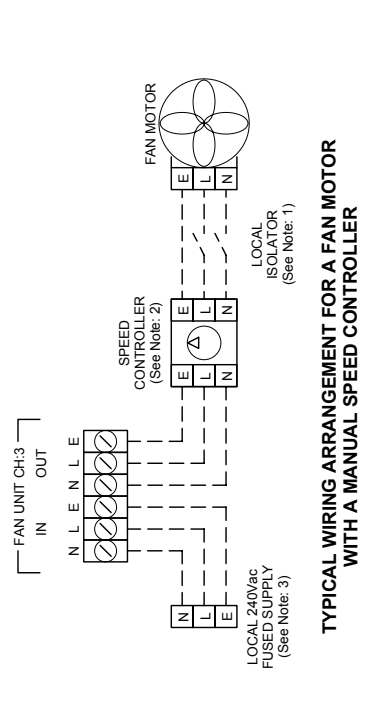 FAN UNIT CH:3
IN OUT
N L E N L E
SPEED
CONTROLLER
(See Note: 2)
FAN MOTOR
N
L
E
E
L
N
E
L
N
E
L
N
LOCAL 240Vac
FUSED SUPPLY
(See Note: 3)
LOCAL
ISOLATOR
(See Note: 1)
TYPICAL WIRING ARRANGEMENT FOR A FAN MOTOR
WITH A MANUAL SPEED CONTROLLER